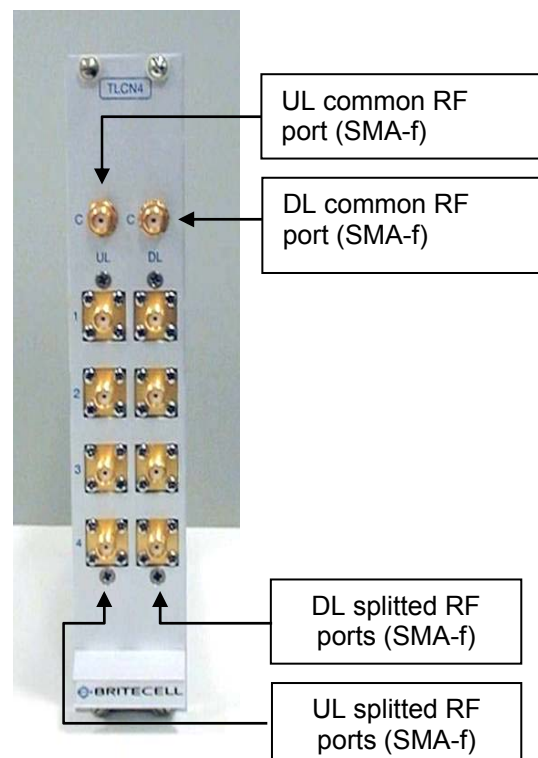 TLCN4
UL common RF
port (SMA-f)
C
C
DL common RF
port (SMA-f)
UL
DL
1
2
3
4
DL splitted RF
ports (SMA-f)
BRITECELL
UL splitted RF
ports (SMA-f)